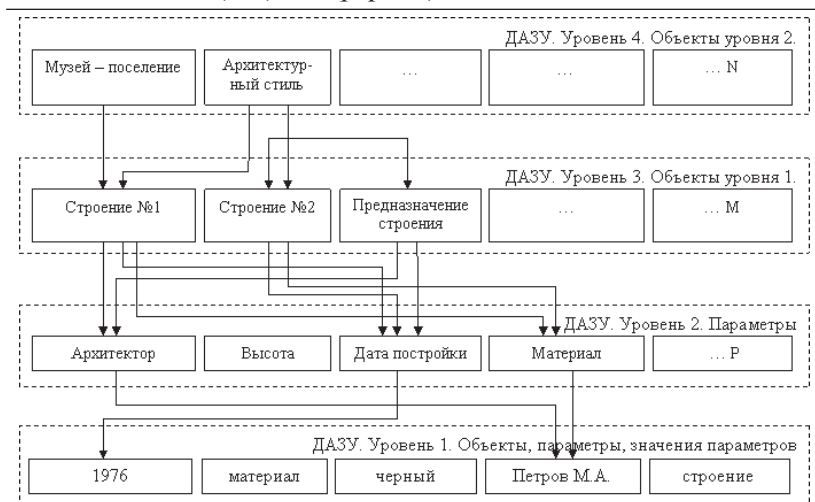 ДАЗУ. Уровень 4. Объекты уровня 2.
Музей – поселение
Архитектур-
ный стиль
...
...
... N
ДАЗУ. Уровень 3. Объекты уровня 1.
Строение №1
Строение №2
Предназначение
строения
...
... M
ДАЗУ. Уровень 2. Параметры
Архитектор
Высота
Дата постройки
Материал
... P
ДАЗУ. Уровень 1. Объекты, параметры, значения параметров
1976
материал
черный
Петров М.А.
строение